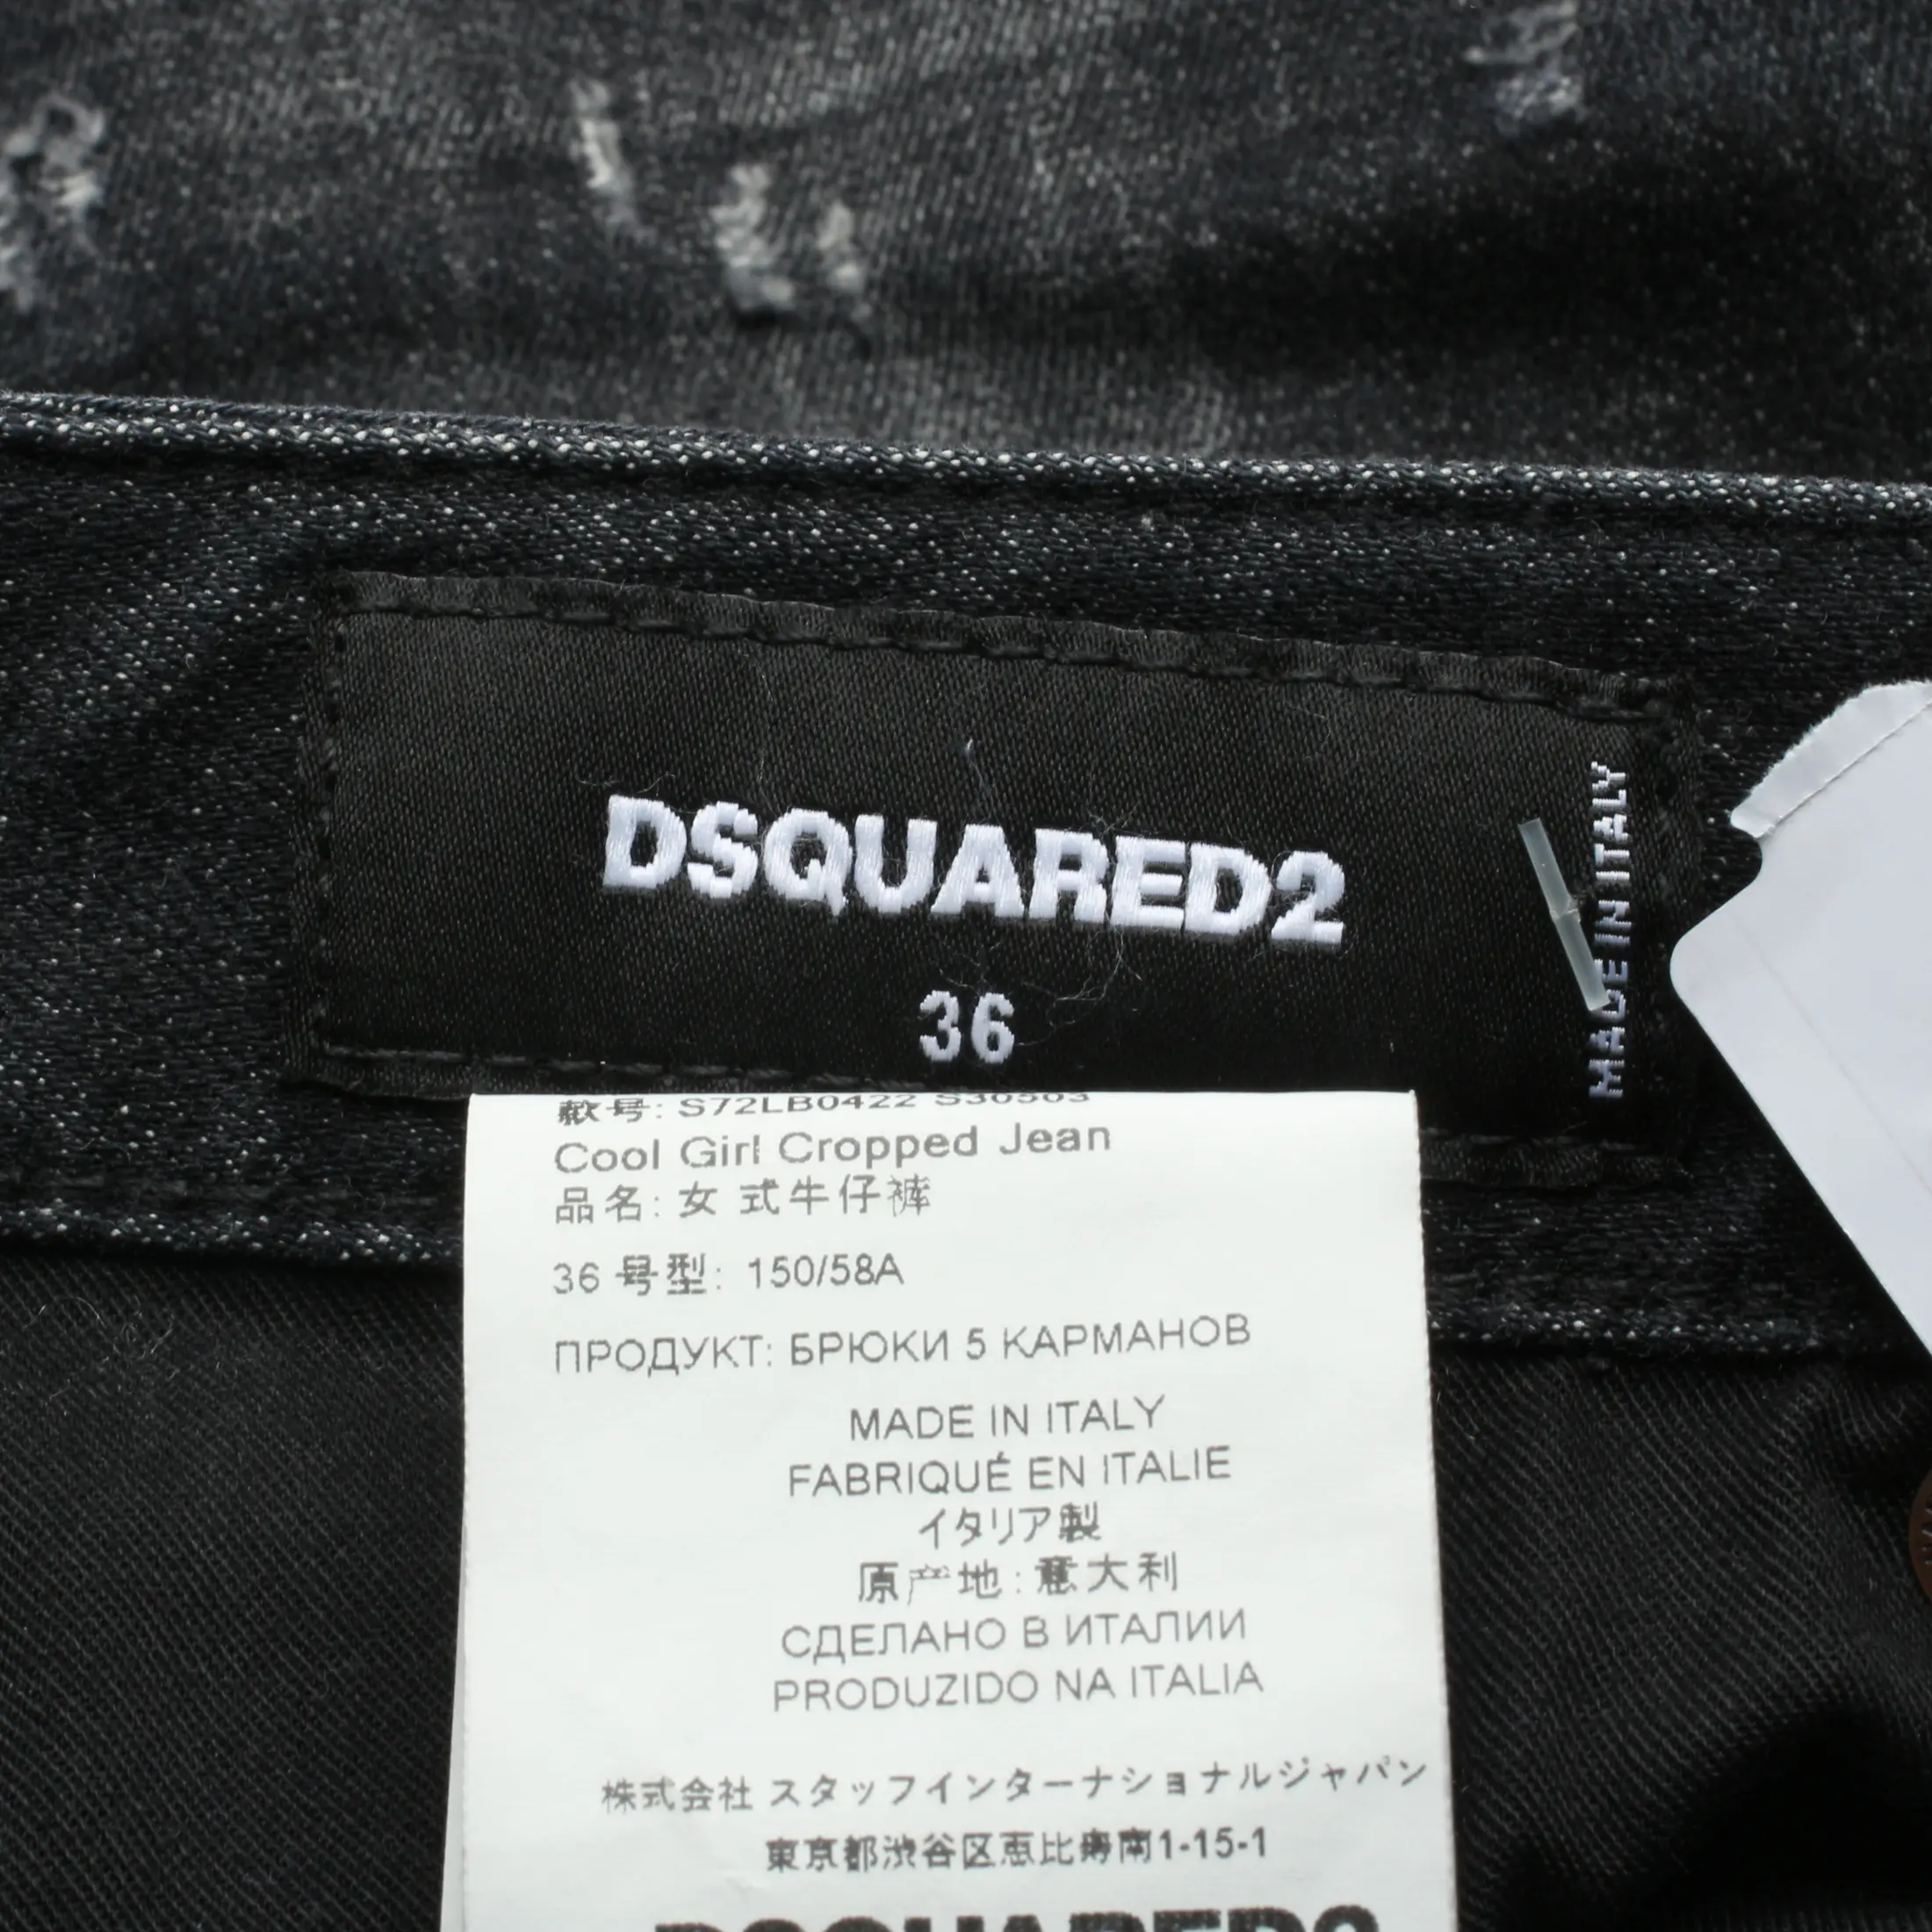 DSQUARED2
36
MADE IN ITALY
款号: S72LB0422 S30503
Cool Girl Cropped Jean
品名: 女 式牛仔裤
36 号型: 150/58A
ПРОДУКТ: БРЮКИ 5 КАРМАНОВ
MADE IN ITALY
FABRIQUÉ EN ITALIE
イタリア製
原产地: 意大利
СДЕЛАНО В ИТАЛИИ
PRODUZIDO NA ITALIA
株式会社 スタッフインターナショナルジャパン
東京都渋谷区恵比寿南1-15-1
DSQUARED2